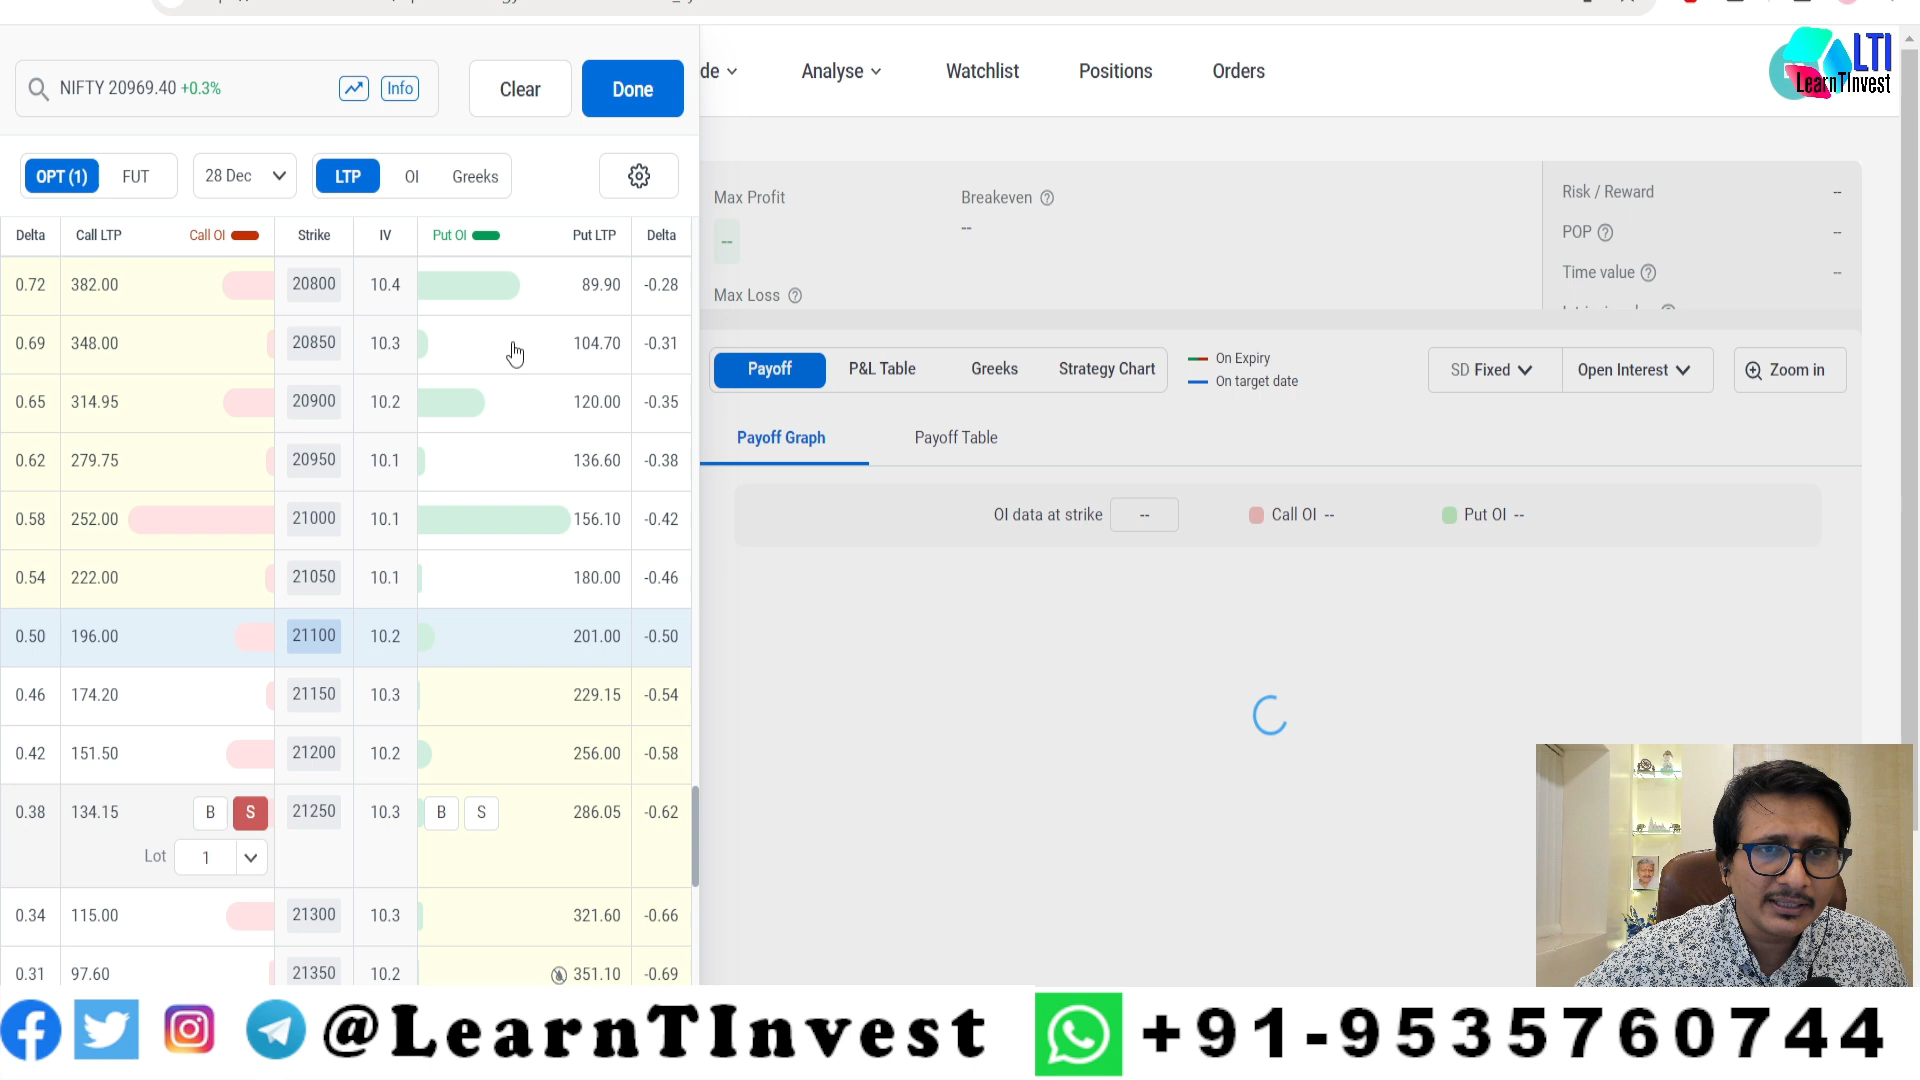 NIFTY 20969.40 +0.3%
Info
Clear
Done
de
Analyse
Watchlist
Positions
Orders
LTI
LearnTInvest
OPT (1)
FUT
28 Dec
LTP
OI
Greeks
Delta
Call LTP
Call OI
Strike
IV
Put OI
Put LTP
Delta
0.72 382.00 20800 10.4 89.90 -0.28
0.69 348.00 20850 10.3 104.70 -0.31
0.65 314.95 20900 10.2 120.00 -0.35
0.62 279.75 20950 10.1 136.60 -0.38
0.58 252.00 21000 10.1 156.10 -0.42
0.54 222.00 21050 10.1 180.00 -0.46
0.50 196.00 21100 10.2 201.00 -0.50
0.46 174.20 21150 10.3 229.15 -0.54
0.42 151.50 21200 10.2 256.00 -0.58
0.38 134.15 B S 21250 10.3 B S 286.05 -0.62
Lot 1
0.34 115.00 21300 10.3 321.60 -0.66
0.31 97.60 21350 10.2 351.10 -0.69
Max Profit
--
Breakeven
--
Max Loss
Risk / Reward --
POP --
Time value --
Payoff
P&L Table
Greeks
Strategy Chart
On Expiry
On target date
SD Fixed
Open Interest
Zoom in
Payoff Graph
Payoff Table
OI data at strike --
Call OI --
Put OI --
@LearnTInvest
+91-9535760744